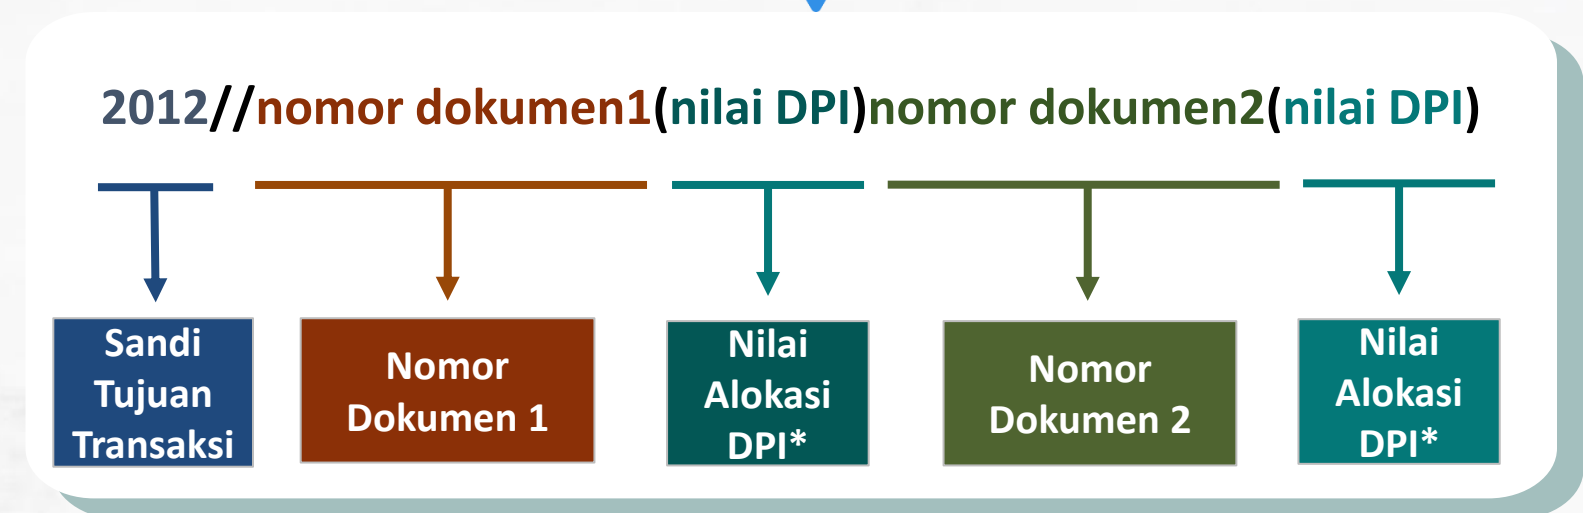 2012//nomor dokumen1(nilai DPI)nomor dokumen2(nilai DPI)
Sandi
Tujuan
Transaksi
Nomor
Dokumen 1
Nilai
Alokasi
DPI*
Nomor
Dokumen 2
Nilai
Alokasi
DPI*